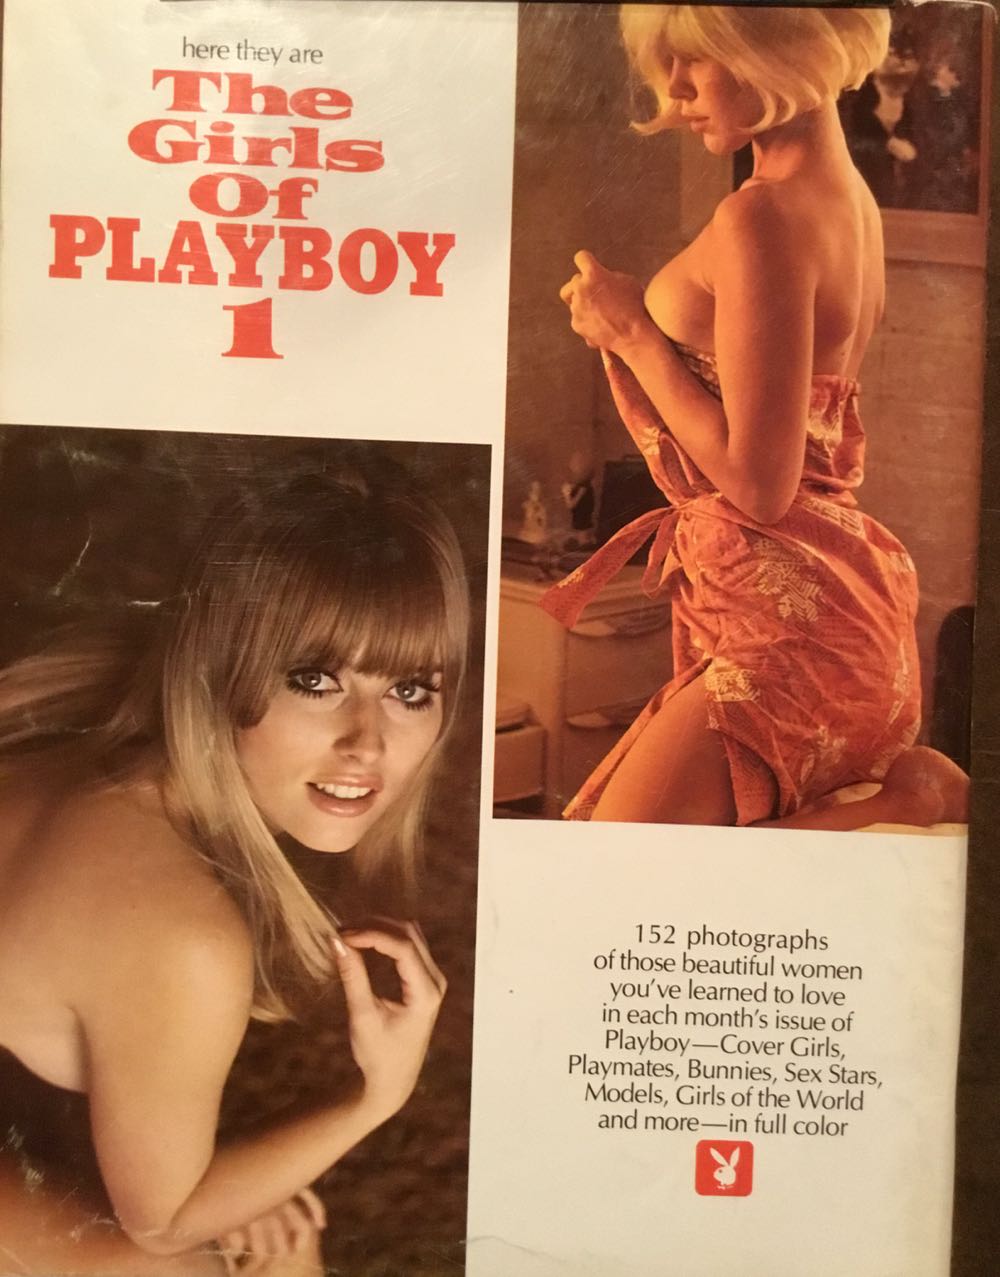 here they are
The
Girls
Of
PLAYBOY
1
152 photographs
of those beautiful women
you've learned to love
in each month's issue of
Playboy—Cover Girls,
Playmates, Bunnies, Sex Stars,
Models, Girls of the World
and more—in full color